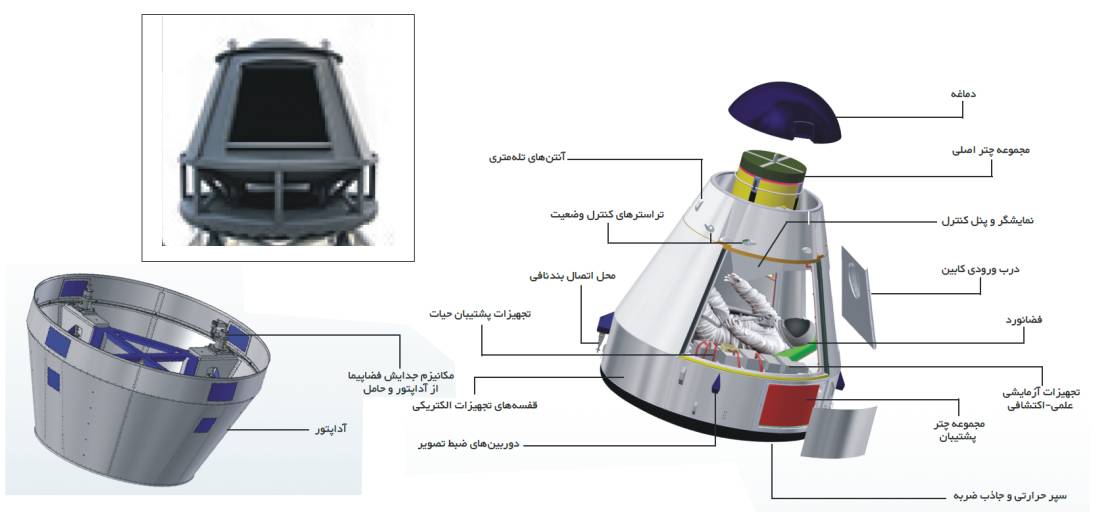 دماغه
مجموعه چتر اصلی
آنتن‌های تله‌متری
تراسترهای کنترل وضعیت
نمایشگر و پنل کنترل
محل اتصال بندنافی
درب ورودی کابین
تجهیزات پشتیبان حیات
فضانورد
مکانیزم جدایش فضاپیما
از آداپتور و حامل
تجهیزات آزمایشی
علمی-اکتشافی
قفسه‌های تجهیزات الکتریکی
مجموعه چتر
پشتیبان
آداپتور
دوربین‌های ضبط تصویر
سپر حرارتی و جاذب ضربه